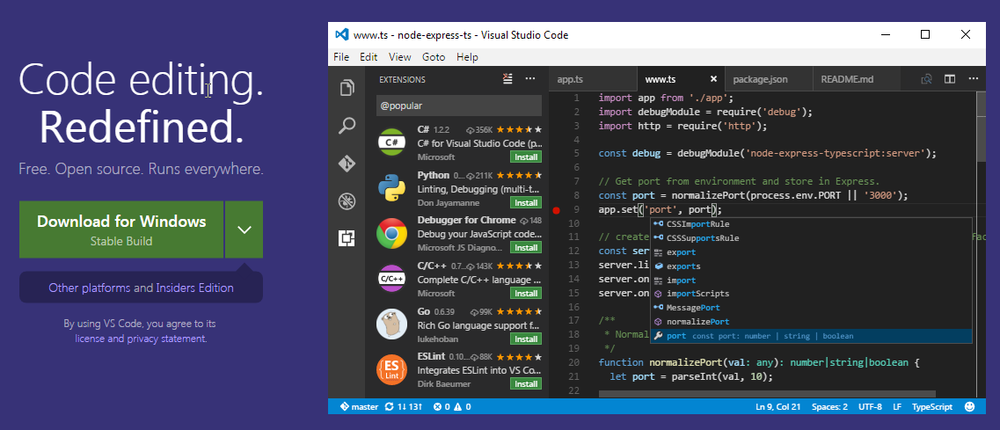 Code editing.
Redefined.
Free. Open source. Runs everywhere.
Download for Windows
Stable Build
Other platforms and Insiders Edition
By using VS Code, you agree to its
license and privacy statement.
www.ts - node-express-ts - Visual Studio Code
File Edit View Goto Help
EXTENSIONS
@popular
C# 1.2.2 356K
C# for Visual Studio Code (p...
Microsoft Install
Python 0.... 211K
Linting, Debugging (multi-t...
Don Jayamanne Install
Debugger for Chrome 148
Debug your JavaScript code...
Microsoft JS Diagno... Install
C/C++ 0.7... 143K
Complete C/C++ language ...
Microsoft Install
Go 0.6.39 99K
Rich Go language support f...
lukehoban Install
ESLint 0.10... 88K
Integrates ESLint into VS Co...
Dirk Baeumer Install
C#
C/C++
ES
Lint
app.ts www.ts package.json README.md
1 import app from './app';
2 import debugModule = require('debug');
3 import http = require('http');
4
5 const debug = debugModule('node-express-typescript:server');
6
7 // Get port from environment and store in Express.
8 const port = normalizePort(process.env.PORT || '3000');
9 app.set('port', port);
10
11 // create
12 const ser
13 server.li
14 server.on
15 server.on
16
17 /**
18 * Normal
19 */
20 function normalizePort(val: any): number|string|boolean {
21 let port = parseInt(val, 10);
22
CSSImportRule
CSSSupportsRule
export
exports
import
importScripts
MessagePort
normalizePort
port const port: number | string | boolean
master 1↓ 13↑ 0 0 Ln 9, Col 21 Spaces: 2 UTF-8 LF TypeScript